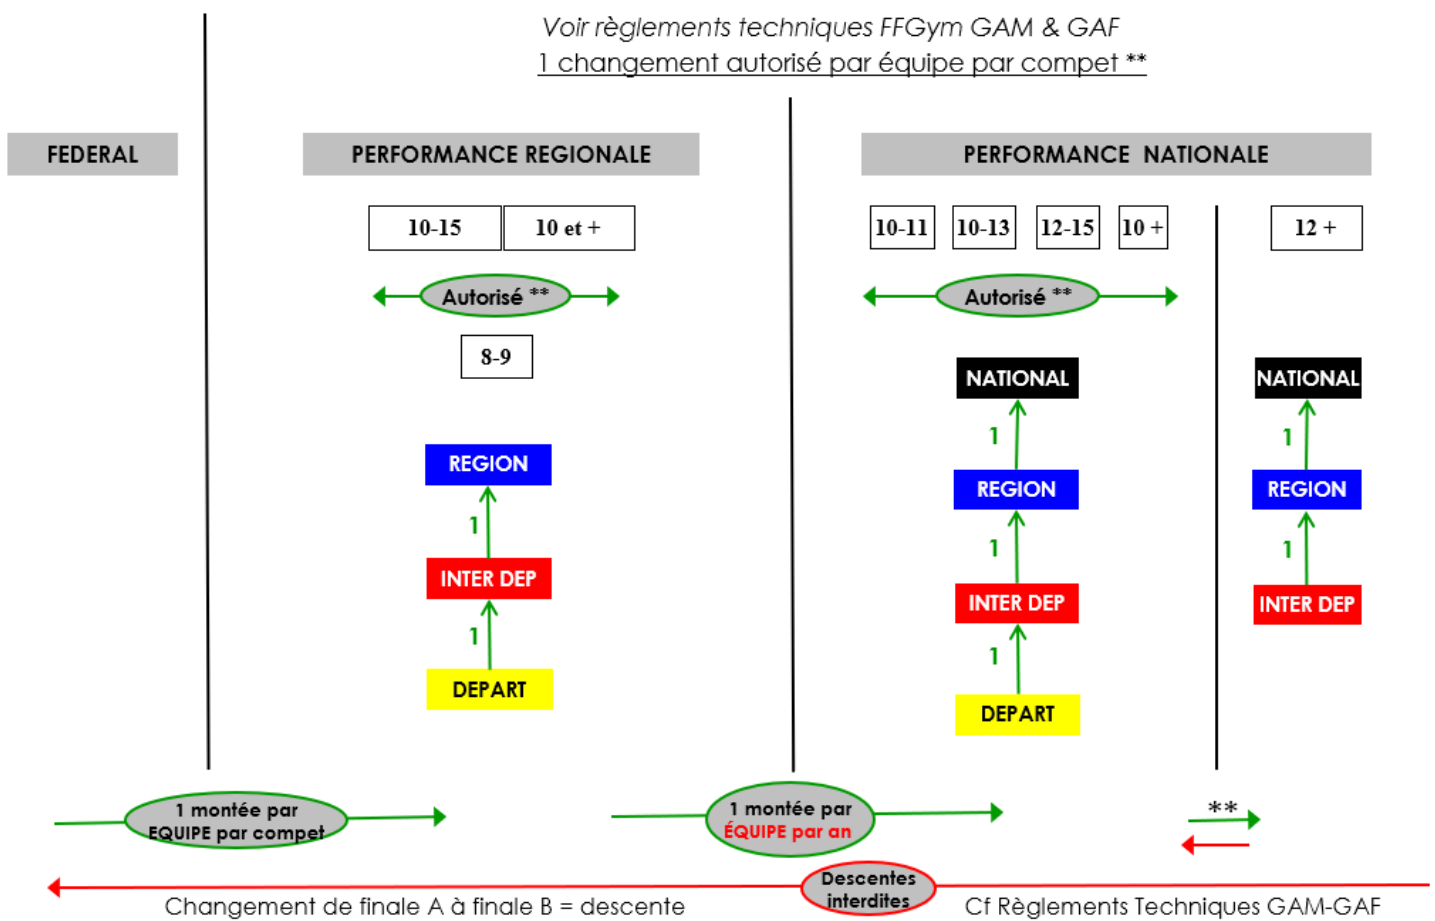 Voir règlements techniques FFGym GAM & GAF
1 changement autorisé par équipe par compet **
FEDERAL
PERFORMANCE REGIONALE
PERFORMANCE NATIONALE
10-15
10 et +
10-11
10-13
12-15
10 +
12 +
Autorisé **
Autorisé **
8-9
NATIONAL
NATIONAL
1
1
REGION
REGION
REGION
1
1
1
INTER DEP
INTER DEP
INTER DEP
1
1
DEPART
DEPART
1 montée par
EQUIPE par compet
1 montée par
ÉQUIPE par an
**
Descentes
interdites
Changement de finale A à finale B = descente
Cf Règlements Techniques GAM-GAF